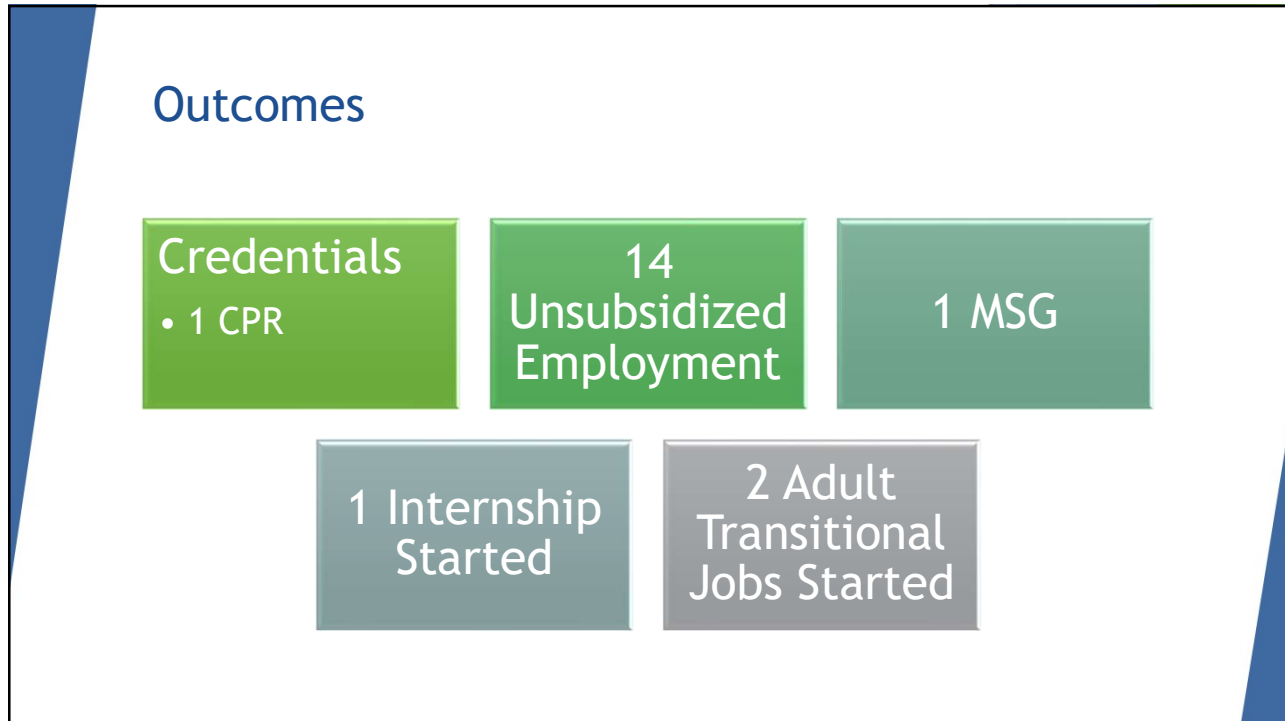 Outcomes
Credentials
• 1 CPR
14
Unsubsidized
Employment
1 MSG
1 Internship
Started
2 Adult
Transitional
Jobs Started